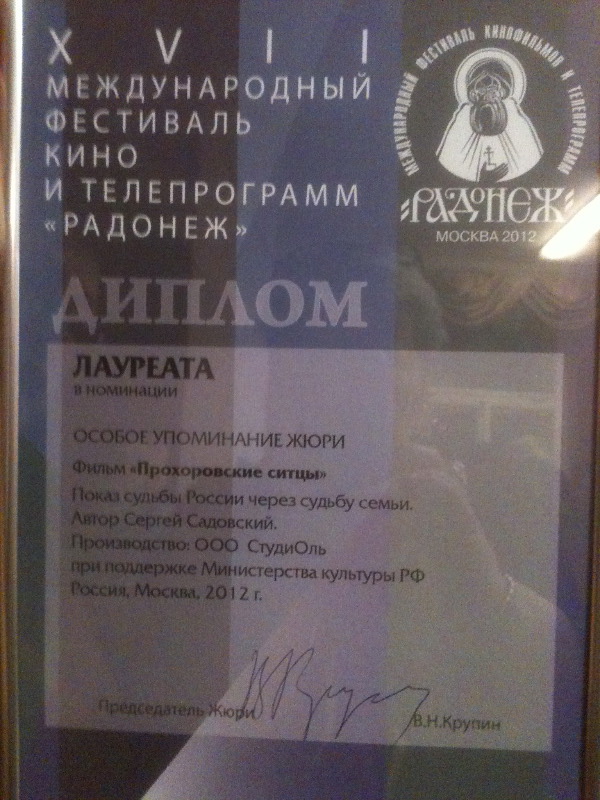 XVII
МЕЖДУНАРОДНЫЙ
ФЕСТИВАЛЬ
КИНО
И ТЕЛЕПРОГРАММ
«РАДОНЕЖ»
МЕЖДУНАРОДНЫЙ ФЕСТИВАЛЬ КИНОФИЛЬМОВ И ТЕЛЕПРОГРАММ
РАДОНЕЖ
МОСКВА 2012
ДИПЛОМ
ЛАУРЕАТА
в номинации
ОСОБОЕ УПОМИНАНИЕ ЖЮРИ
Фильм «Прохоровские ситцы»
Показ судьбы России через судьбу семьи.
Автор Сергей Садовский.
Производство: ООО СтудиОль
при поддержке Министерства культуры РФ
Россия, Москва, 2012 г.
Председатель Жюри
В.Н.Крупин